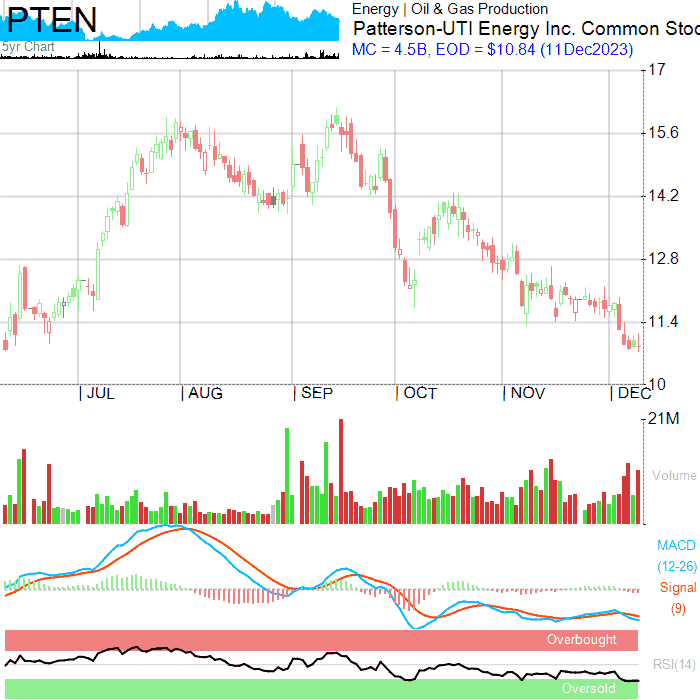 PTEN
5yr Chart
Energy | Oil & Gas Production
Patterson-UTI Energy Inc. Common Stoc
MC = 4.5B, EOD = $10.84 (11Dec2023)
17
15.6
14.2
12.8
11.4
10
| JUL | AUG | SEP | OCT | NOV | DEC
21M
Volume
MACD
(12-26)
Signal
(9)
Overbought
RSI(14)
Oversold